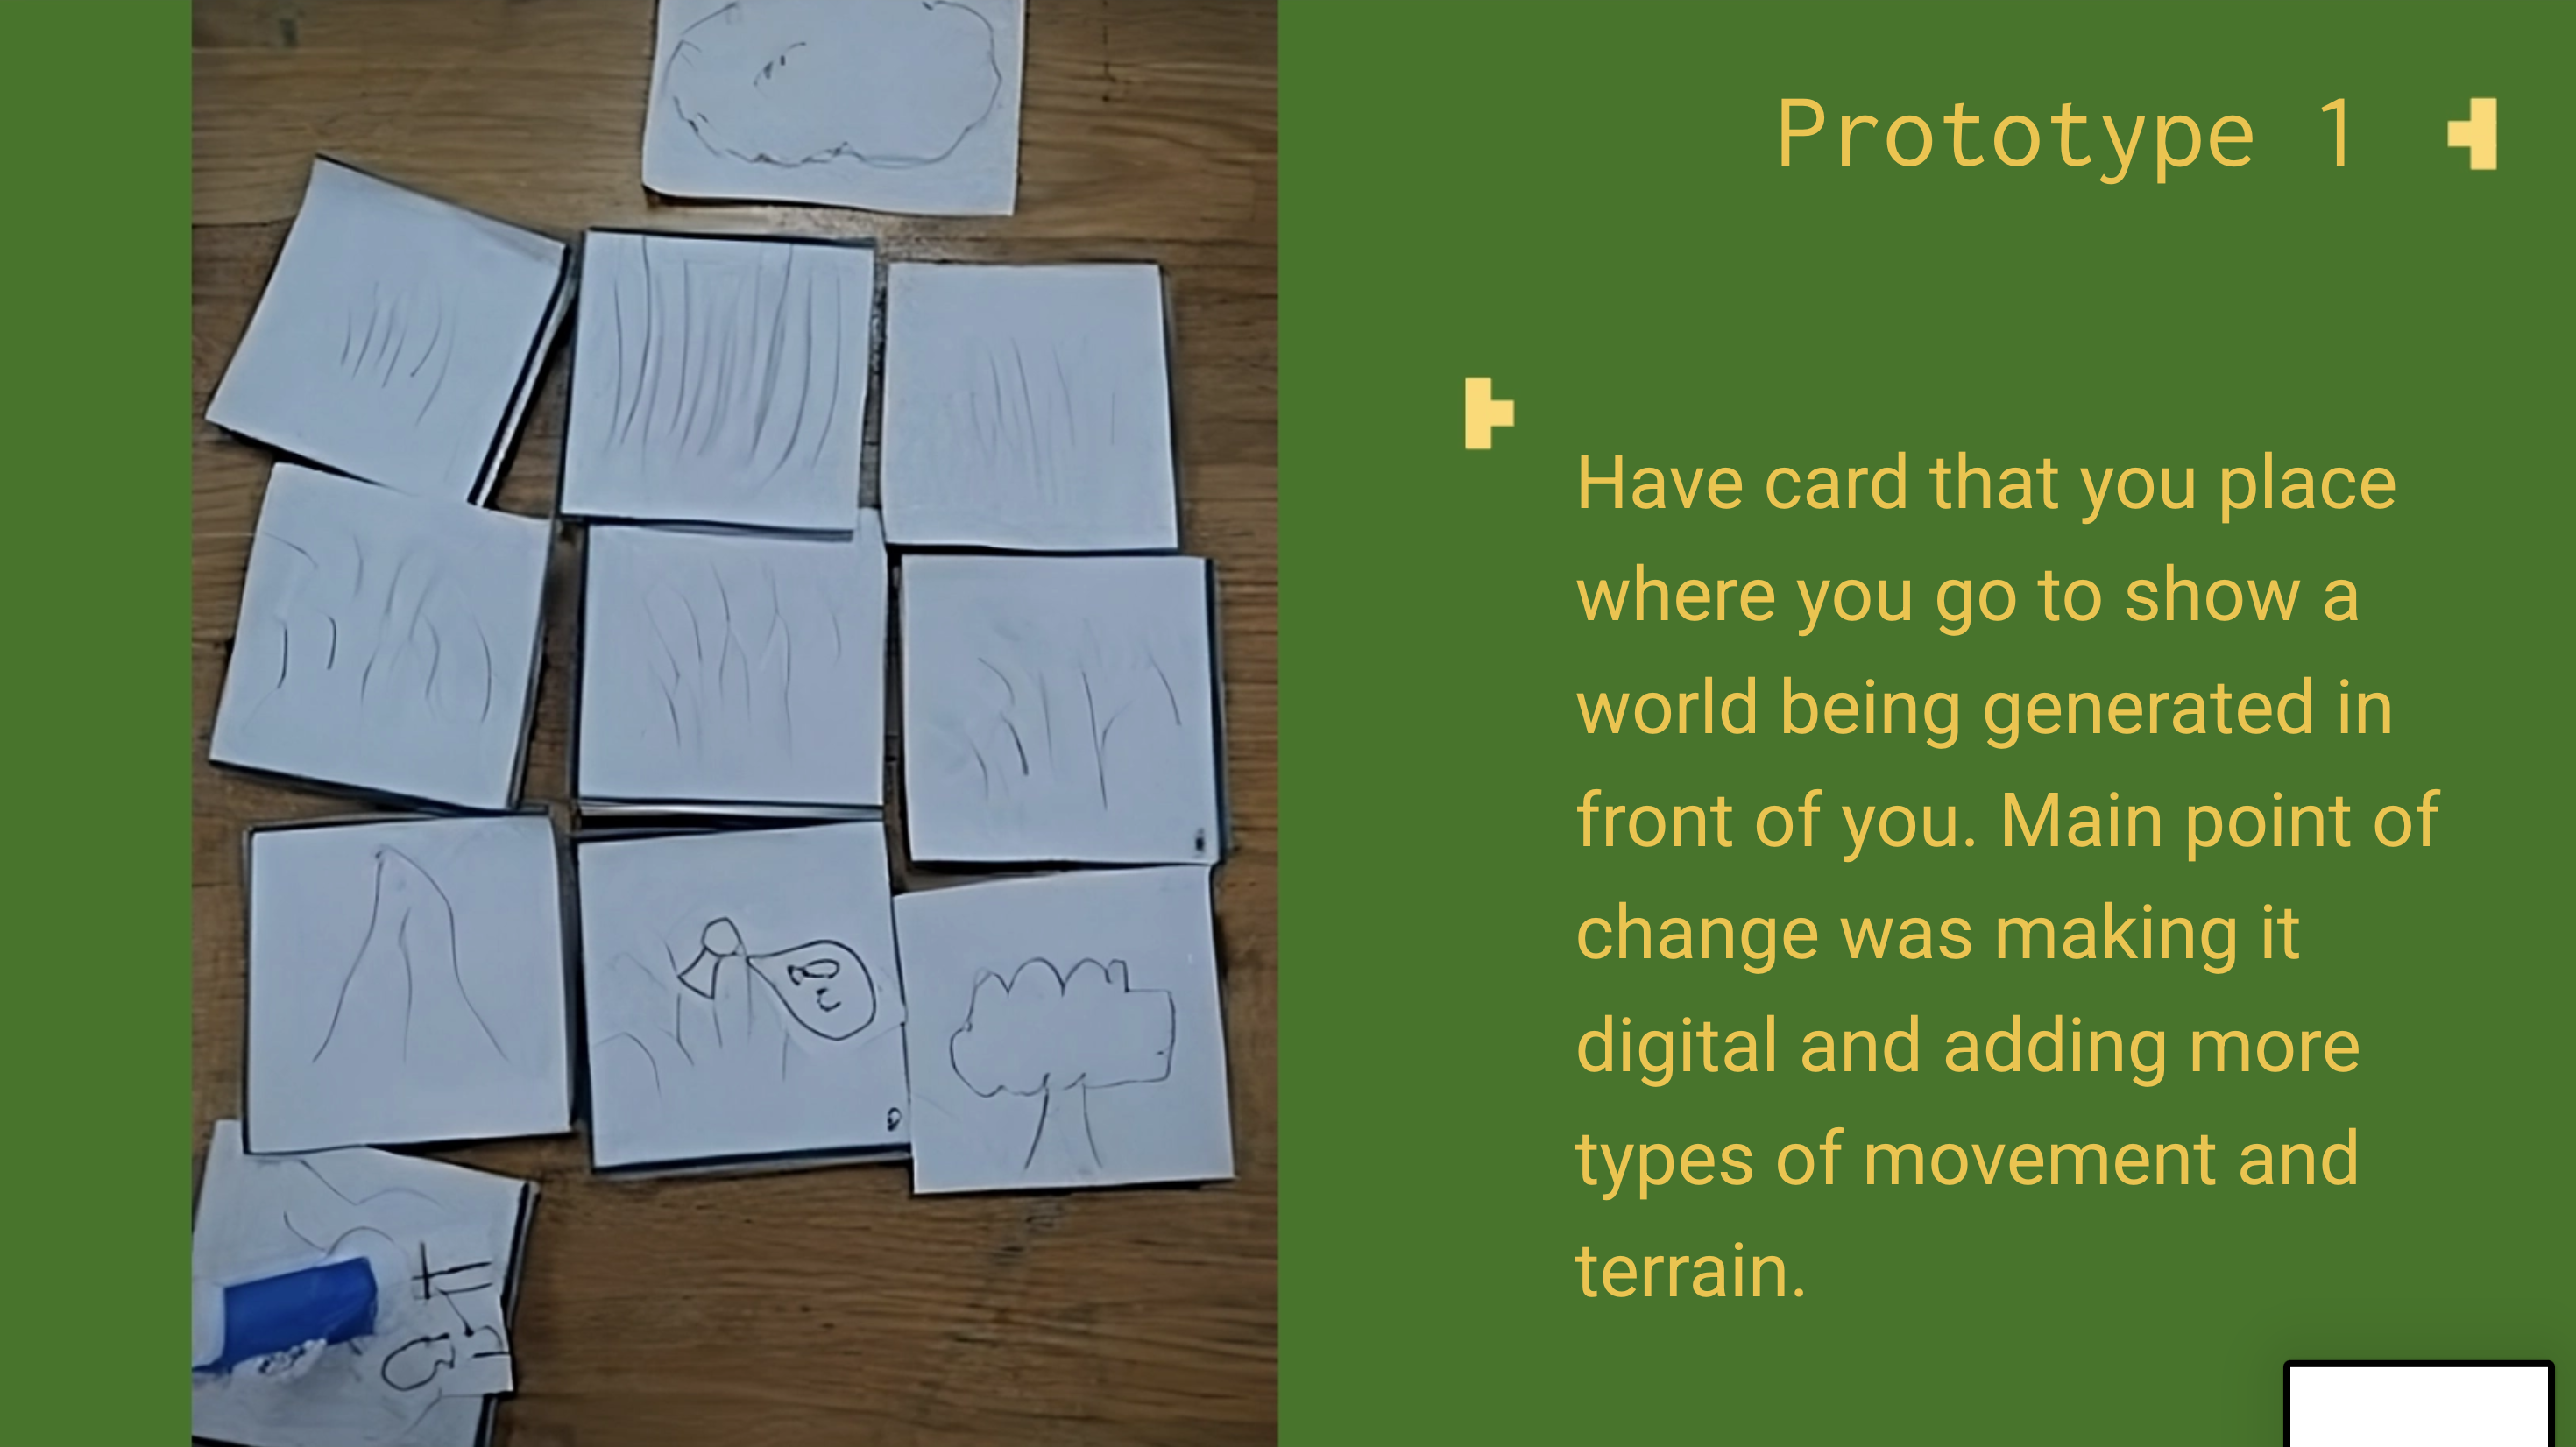 Prototype 1
Have card that you place
where you go to show a
world being generated in
front of you. Main point of
change was making it
digital and adding more
types of movement and
terrain.